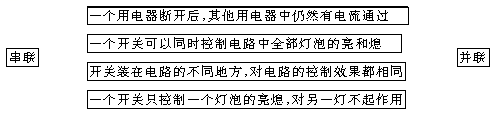 一个用电器断开后,其他用电器中仍然有电流通过
一个开关可以同时控制电路中全部灯泡的亮和熄
串联
并联
开关装在电路的不同地方,对电路的控制效果都相同
一个开关只控制一个灯泡的亮熄,对另一灯不起作用